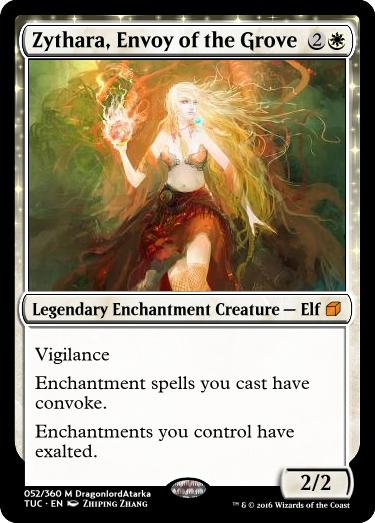 Zythara, Envoy of the Grove 2
Legendary Enchantment Creature — Elf
Vigilance
Enchantment spells you cast have
convoke.
Enchantments you control have
exalted.
2/2
052/360 M DragonlordAtarka
TUC · EN Zhiping Zhang
™ & © 2016 Wizards of the Coast